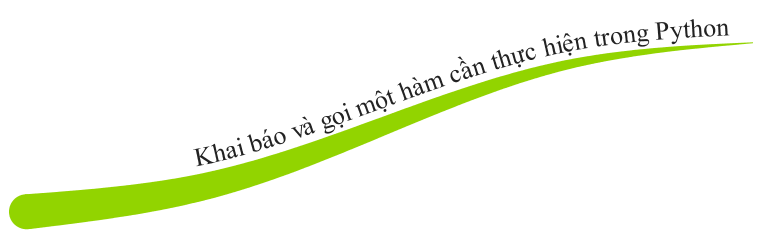 Khai báo và gọi một hàm cần thực hiện trong Python